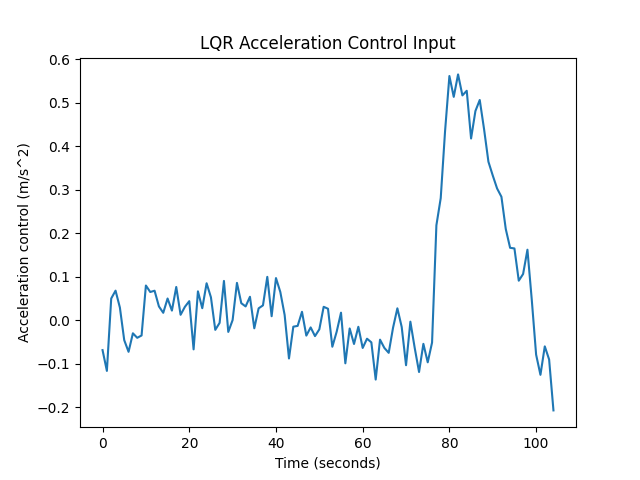 LQR Acceleration Control Input
Acceleration control (m/s^2)
0.6
0.5
0.4
0.3
0.2
0.1
0.0
−0.1
−0.2
0 20 40 60 80 100
Time (seconds)